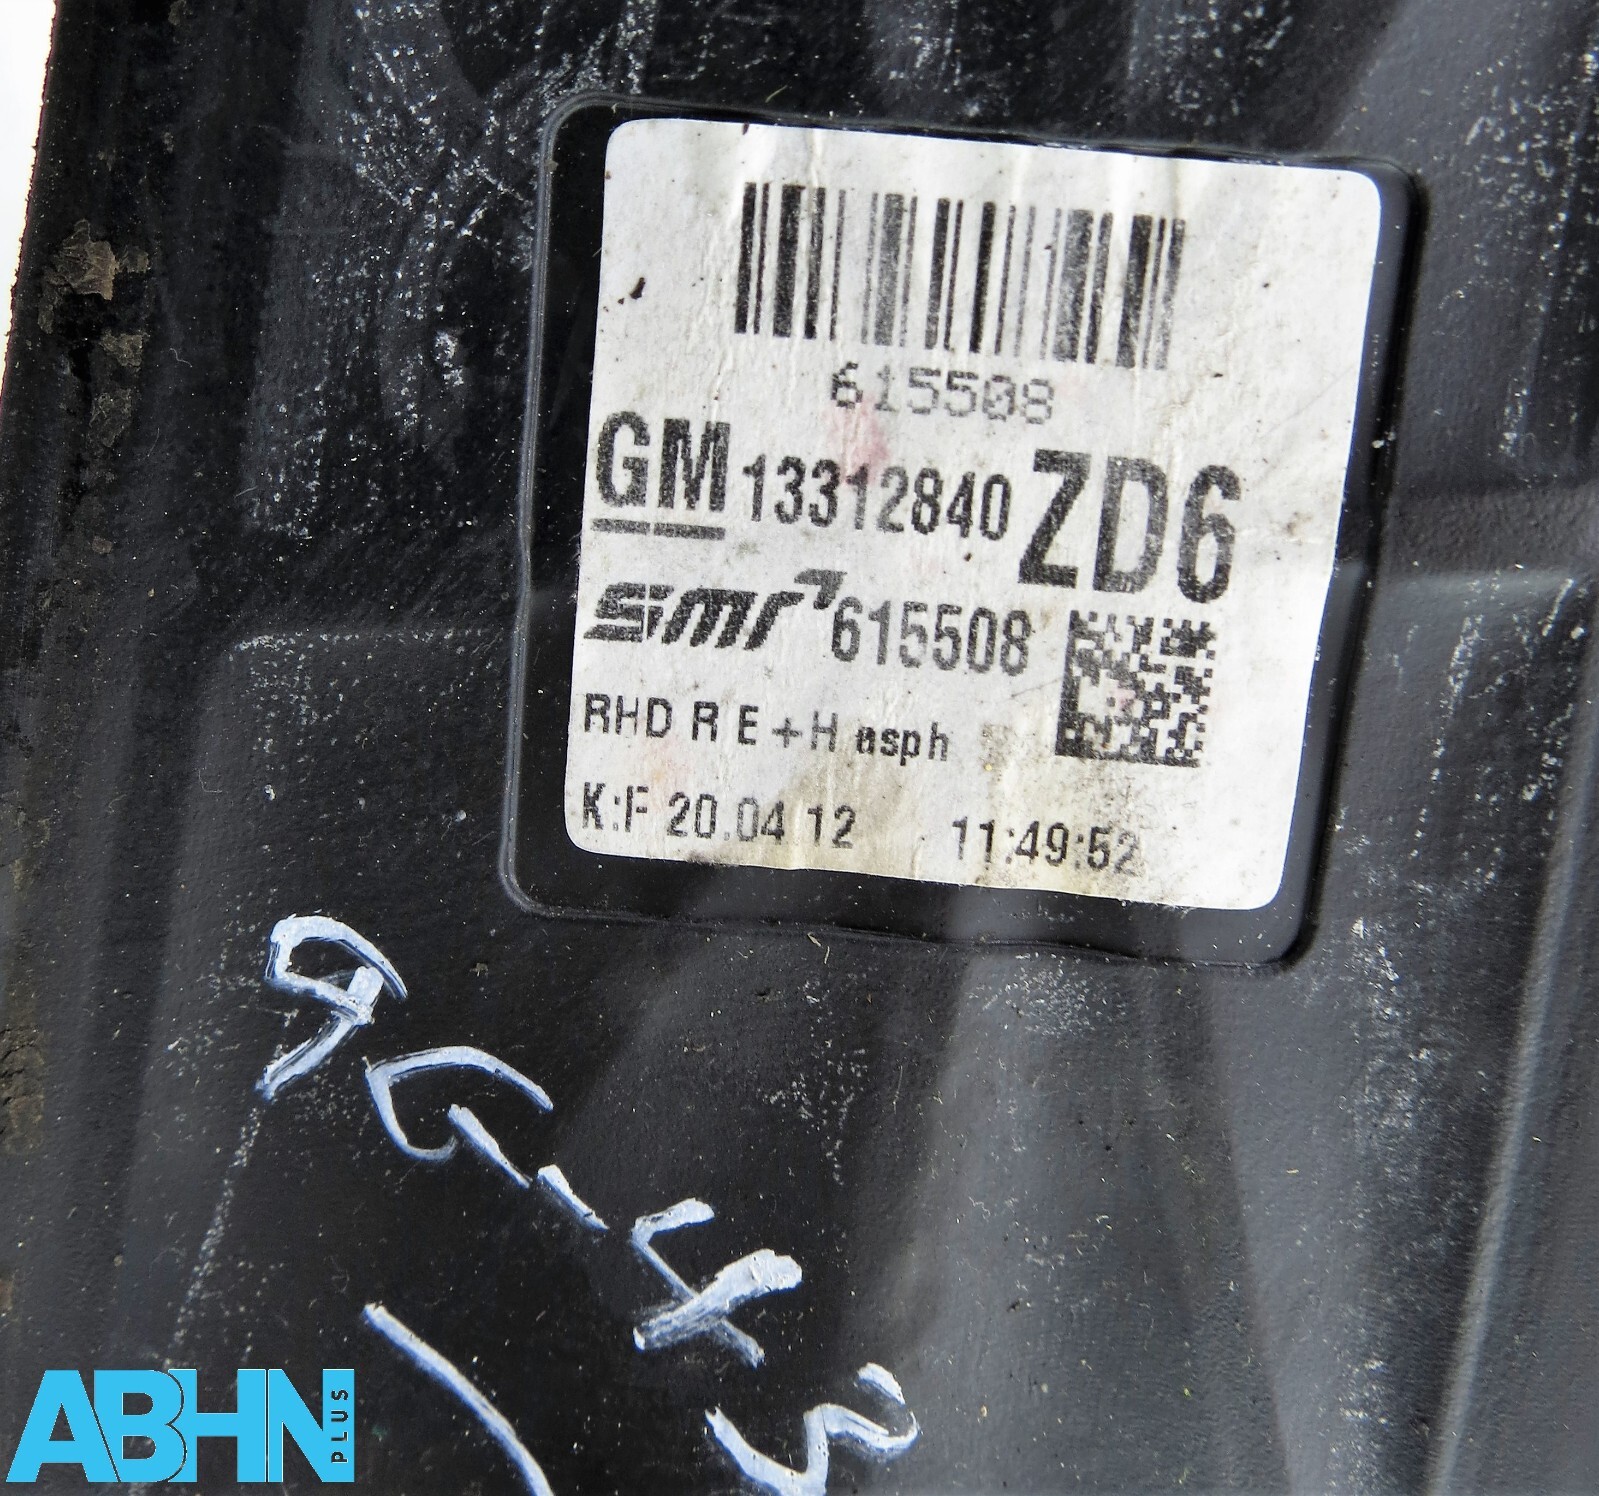 615508
GM 13312840 ZD6
smr 615508
RHD R E+H asph
K:F 20.04 12 11:49:52
ABHN PLUS